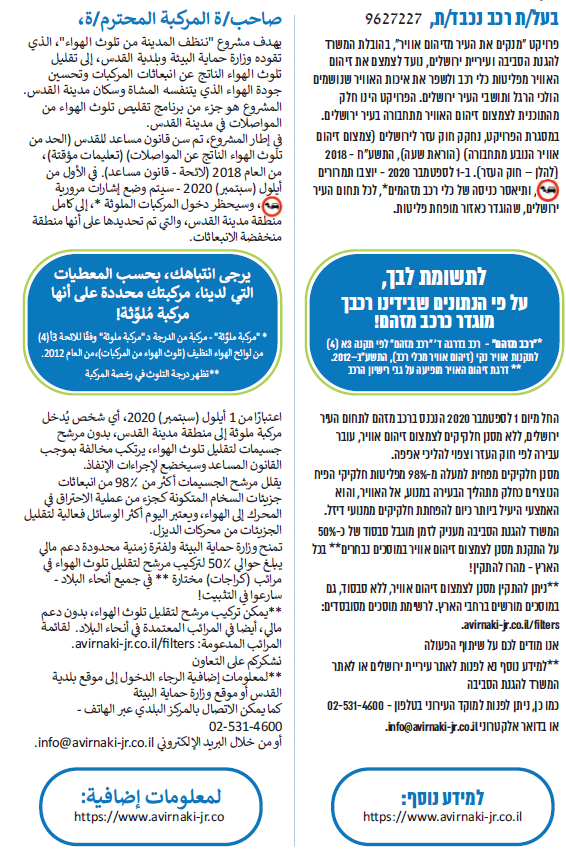 בעל/ת רכב נכבד/ת, 9627227
פרויקט "מנקים את העיר מזיהום אוויר", בהובלת המשרד
להגנת הסביבה ועיריית ירושלים, נועד לצמצם את זיהום
האוויר מפליטות כלי רכב ולשפר את איכות האוויר שנושמים
הולכי הרגל ותושבי העיר ירושלים. הפרויקט הינו חלק
מהתוכנית לצמצום זיהום האוויר מתחבורה בעיר ירושלים.
במסגרת הפרויקט, נחקק חוק עזר לירושלים (צמצום זיהום
אוויר הנובע מתחבורה) (הוראת שעה), התשע"ח - 2018
(להלן – חוק העזר). ב-1 לספטמבר 2020 - יוצבו תמרורים
, ותיאסר כניסה של כלי רכב מזהמים*, לכל תחום העיר
ירושלים, שהוגדר כאזור מופחת פליטות.
לתשומת לבך,
על פי הנתונים שבידינו רכבך
מוגדר כרכב מזהם!
**"רכב מזהם" - רכב בדרגה ד' "רכב מזהם" לפי תקנה 3א (4)
לתקנות אוויר נקי (זיהום אוויר מכלי רכב), התשע"ב–2012.
** דרגת זיהום האוויר מופיעה על גבי רישיון הרכב
החל מיום 1 לספטמבר 2020 הנכנס ברכב מזהם לתחום העיר
ירושלים, ללא מסנן חלקיקים לצמצום זיהום אוויר, עובר
עבירה לפי חוק העזר וצפוי להליכי אכיפה.
מסנן חלקיקים מפחית למעלה מ-98% מפליטות חלקיקי הפיח
הנוצרים כחלק מתהליך הבעירה במנוע, אל האוויר, והוא
האמצעי היעיל ביותר כיום להפחתת חלקיקים ממנועי דיזל.
המשרד להגנת הסביבה מעניק לזמן מוגבל סבסוד של כ-50%
על התקנת מסנן לצמצום זיהום אוויר במוסכים נבחרים** בכל
הארץ - מהרו להתקין!
**ניתן להתקין מסנן לצמצום זיהום אוויר, ללא סבסוד, גם
במוסכים מורשים ברחבי הארץ. לרשימת מוסכים מסובסדים:
avirnaki-jr.co.il/filters.
אנו מודים לכם על שיתוף הפעולה
**למידע נוסף נא לפנות לאתר עיריית ירושלים או לאתר
המשרד להגנת הסביבה
כמו כן, ניתן לפנות למוקד העירוני בטלפון - 02-531-4600
או בדואר אלקטרוני info@avirnaki-jr.co.il.
למידע נוסף:
https://www.avirnaki-jr.co.il
صاحب/ة المركبة المحترم/ة،
يهدف مشروع "ننظف المدينة من تلوث الهواء"، الذي
تقوده وزارة حماية البيئة وبلدية القدس، إلى تقليل
تلوث الهواء الناتج عن انبعاثات المركبات وتحسين
جودة الهواء الذي يتنفسه المشاة وسكان مدينة القدس.
المشروع هو جزء من برنامج تقليص تلوث الهواء من
المواصلات في مدينة القدس.
في إطار المشروع، تم سن قانون مساعد للقدس (الحد من
تلوث الهواء الناتج عن المواصلات) (تعليمات مؤقتة)،
من العام 2018 (لائحة - قانون مساعد). في الأول من
أيلول (سبتمبر) 2020 - سيتم وضع إشارات مرورية
، وسيحظر دخول المركبات الملوثة *، إلى كامل
منطقة مدينة القدس، والتي تم تحديدها على أنها منطقة
منخفضة الانبعاثات.
يرجى انتباهك، بحسب المعطيات
التي لدينا، مركبتك محددة على أنها
مركبة مُلوِّثة!
* "مركبة ملوِّثة" - مركبة من الدرجة د "مركبة ملوثة" وفقًا للائحة 3أ(4)
من لوائح الهواء النظيف (تلوث الهواء من المركبات)، من العام 2012.
**تظهر درجة التلوث في رخصة المركبة
اعتبارًا من 1 أيلول (سبتمبر) 2020، أي شخص يُدخل
مركبة ملوثة إلى منطقة مدينة القدس، بدون مرشح
جسيمات لتقليل تلوث الهواء، يرتكب مخالفة بموجب
القانون المساعد وسيخضع لإجراءات الإنفاذ.
يقلل مرشح الجسيمات أكثر من 98٪ من انبعاثات
جزيئات السخام المتكونة كجزء من عملية الاحتراق في
المحرك إلى الهواء، ويعتبر اليوم أكثر الوسائل فعالية لتقليل
الجزيئات من محركات الديزل.
تمنح وزارة حماية البيئة ولفترة زمنية محدودة دعم مالي
يبلغ حوالي 50٪ لتركيب مرشح لتقليل تلوث الهواء في
مرائب (كراجات) مختارة ** في جميع أنحاء البلاد -
سارعوا في التثبيت!
**يمكن تركيب مرشح لتقليل تلوث الهواء، بدون دعم
مالي، أيضا في المرائب المعتمدة في أنحاء البلاد. لقائمة
المرائب المدعومة: avirnaki-jr.co.il/filters.
نشكركم على التعاون
**لمعلومات إضافية الرجاء الدخول إلى موقع بلدية
القدس أو موقع وزارة حماية البيئة
كما يمكن الاتصال بالمركز البلدي عبر الهاتف -
02-531-4600
أو من خلال البريد الإلكتروني info@avirnaki-jr.co.il.
لمعلومات إضافية:
https://www.avirnaki-jr.co